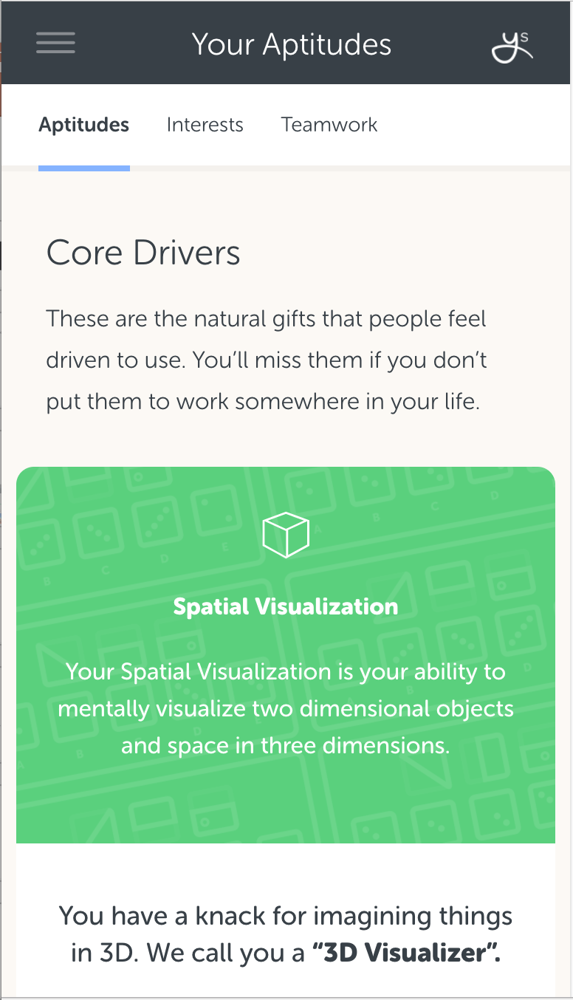 Your Aptitudes
ys
Aptitudes Interests Teamwork
Core Drivers
These are the natural gifts that people feel
driven to use. You’ll miss them if you don’t
put them to work somewhere in your life.
A B C D
B C D E
Spatial Visualization
Your Spatial Visualization is your ability to
mentally visualize two dimensional objects
and space in three dimensions.
A B D
A B D
You have a knack for imagining things
in 3D. We call you a “3D Visualizer”.